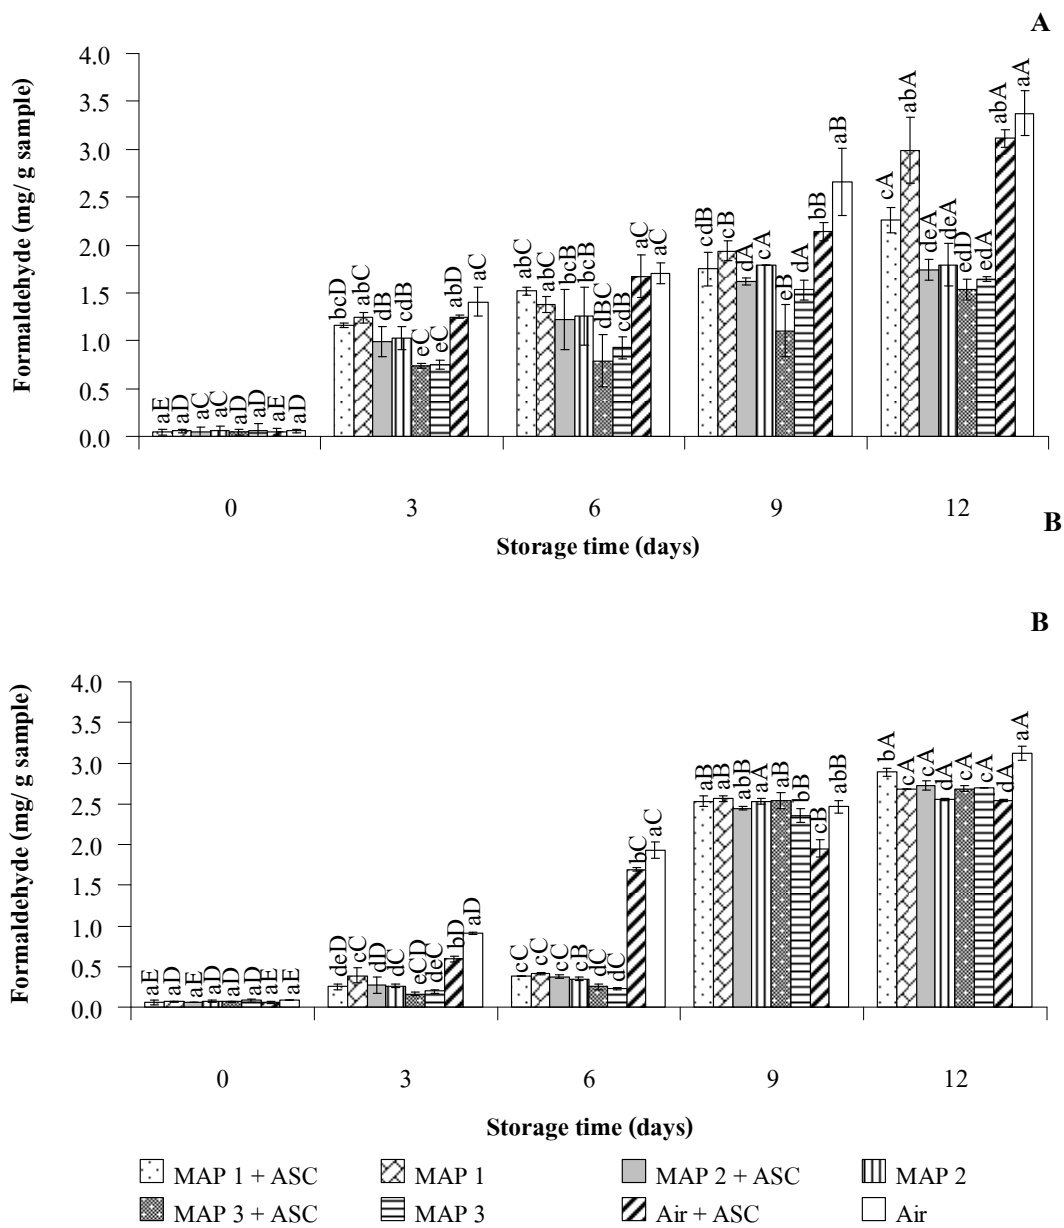 A
4.0
3.5
3.0
2.5
2.0
1.5
1.0
0.5
0.0
Formaldehyde (mg/ g sample)
aE aD aC aC aD aD aE aD
bcD abC dB cdB eC eC abD aC
abC abC bcB bcB dBC cdB aC aC
cdB cB dA cA eB dA bB aB
cA abA deA deA edD edA abA aA
0 3 6 9 12
Storage time (days)
B
B
4.0
3.5
3.0
2.5
2.0
1.5
1.0
0.5
0.0
Formaldehyde (mg/ g sample)
aE aD aE aD aD aD aE aE
deD cC dD dC eCD deC bD aD
cC cC cC cB dC dC bC aC
aB aB abB aA aB bB cB abB
bA cA cA dA cA cA dA aA
0 3 6 9 12
Storage time (days)
MAP 1 + ASC MAP 1 MAP 2 + ASC MAP 2
MAP 3 + ASC MAP 3 Air + ASC Air